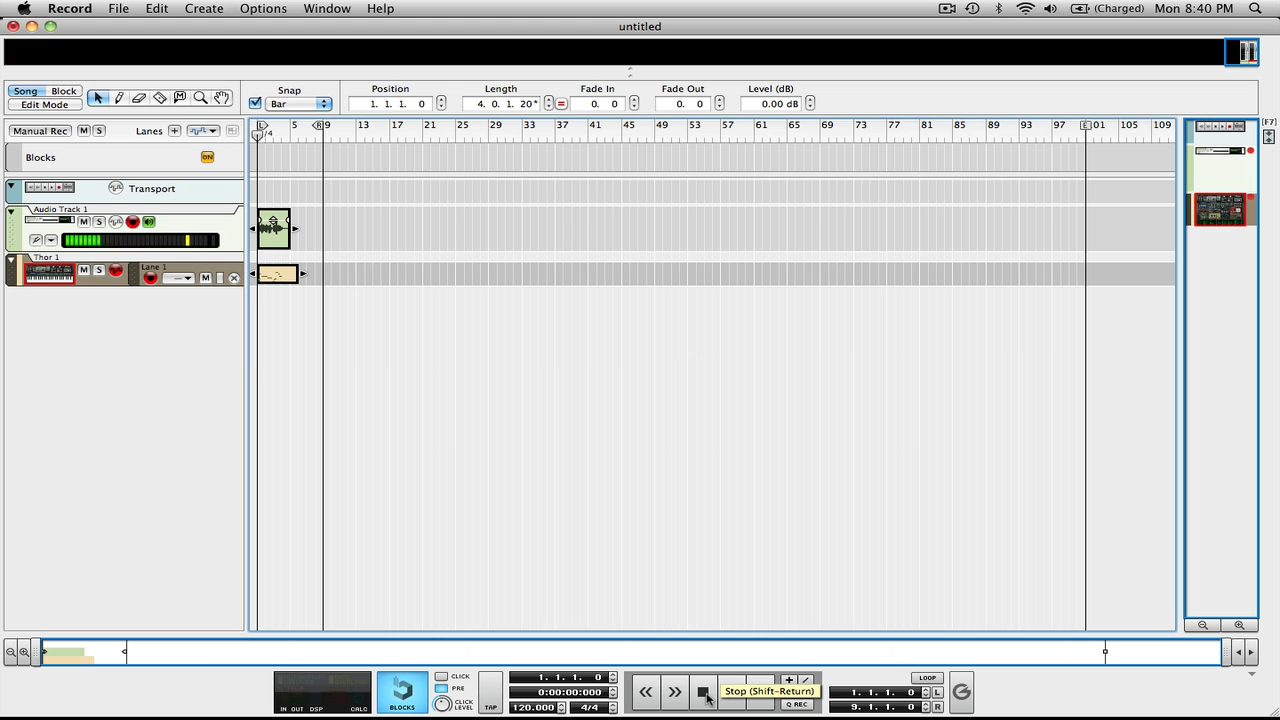 Record File Edit Create Options Window Help (Charged) Mon 8:40 PM
untitled
Song Block
Edit Mode
Snap
Bar
Position
1. 1. 1. 0
Length
4. 0. 1. 20*
=
Fade In
0. 0
Fade Out
0. 0
Level (dB)
0.00 dB
[F7]
Manual Rec M S Lanes +
L 5 R 9 13 17 21 25 29 33 37 41 45 49 53 57 61 65 69 73 77 81 85 89 93 97 E 01 105 109
/4
Blocks ON
Transport
Audio Track 1
M S
Thor 1
M S Lane 1
— M
IN OUT DSP CALC
BLOCKS
CLICK
PRE
CLICK
LEVEL
TAP
1. 1. 1. 0
0:00:00:000
120.000 4/4
Stop (Shift-Return)
Q REC
LOOP
1. 1. 1. 0 L
9. 1. 1. 0 R